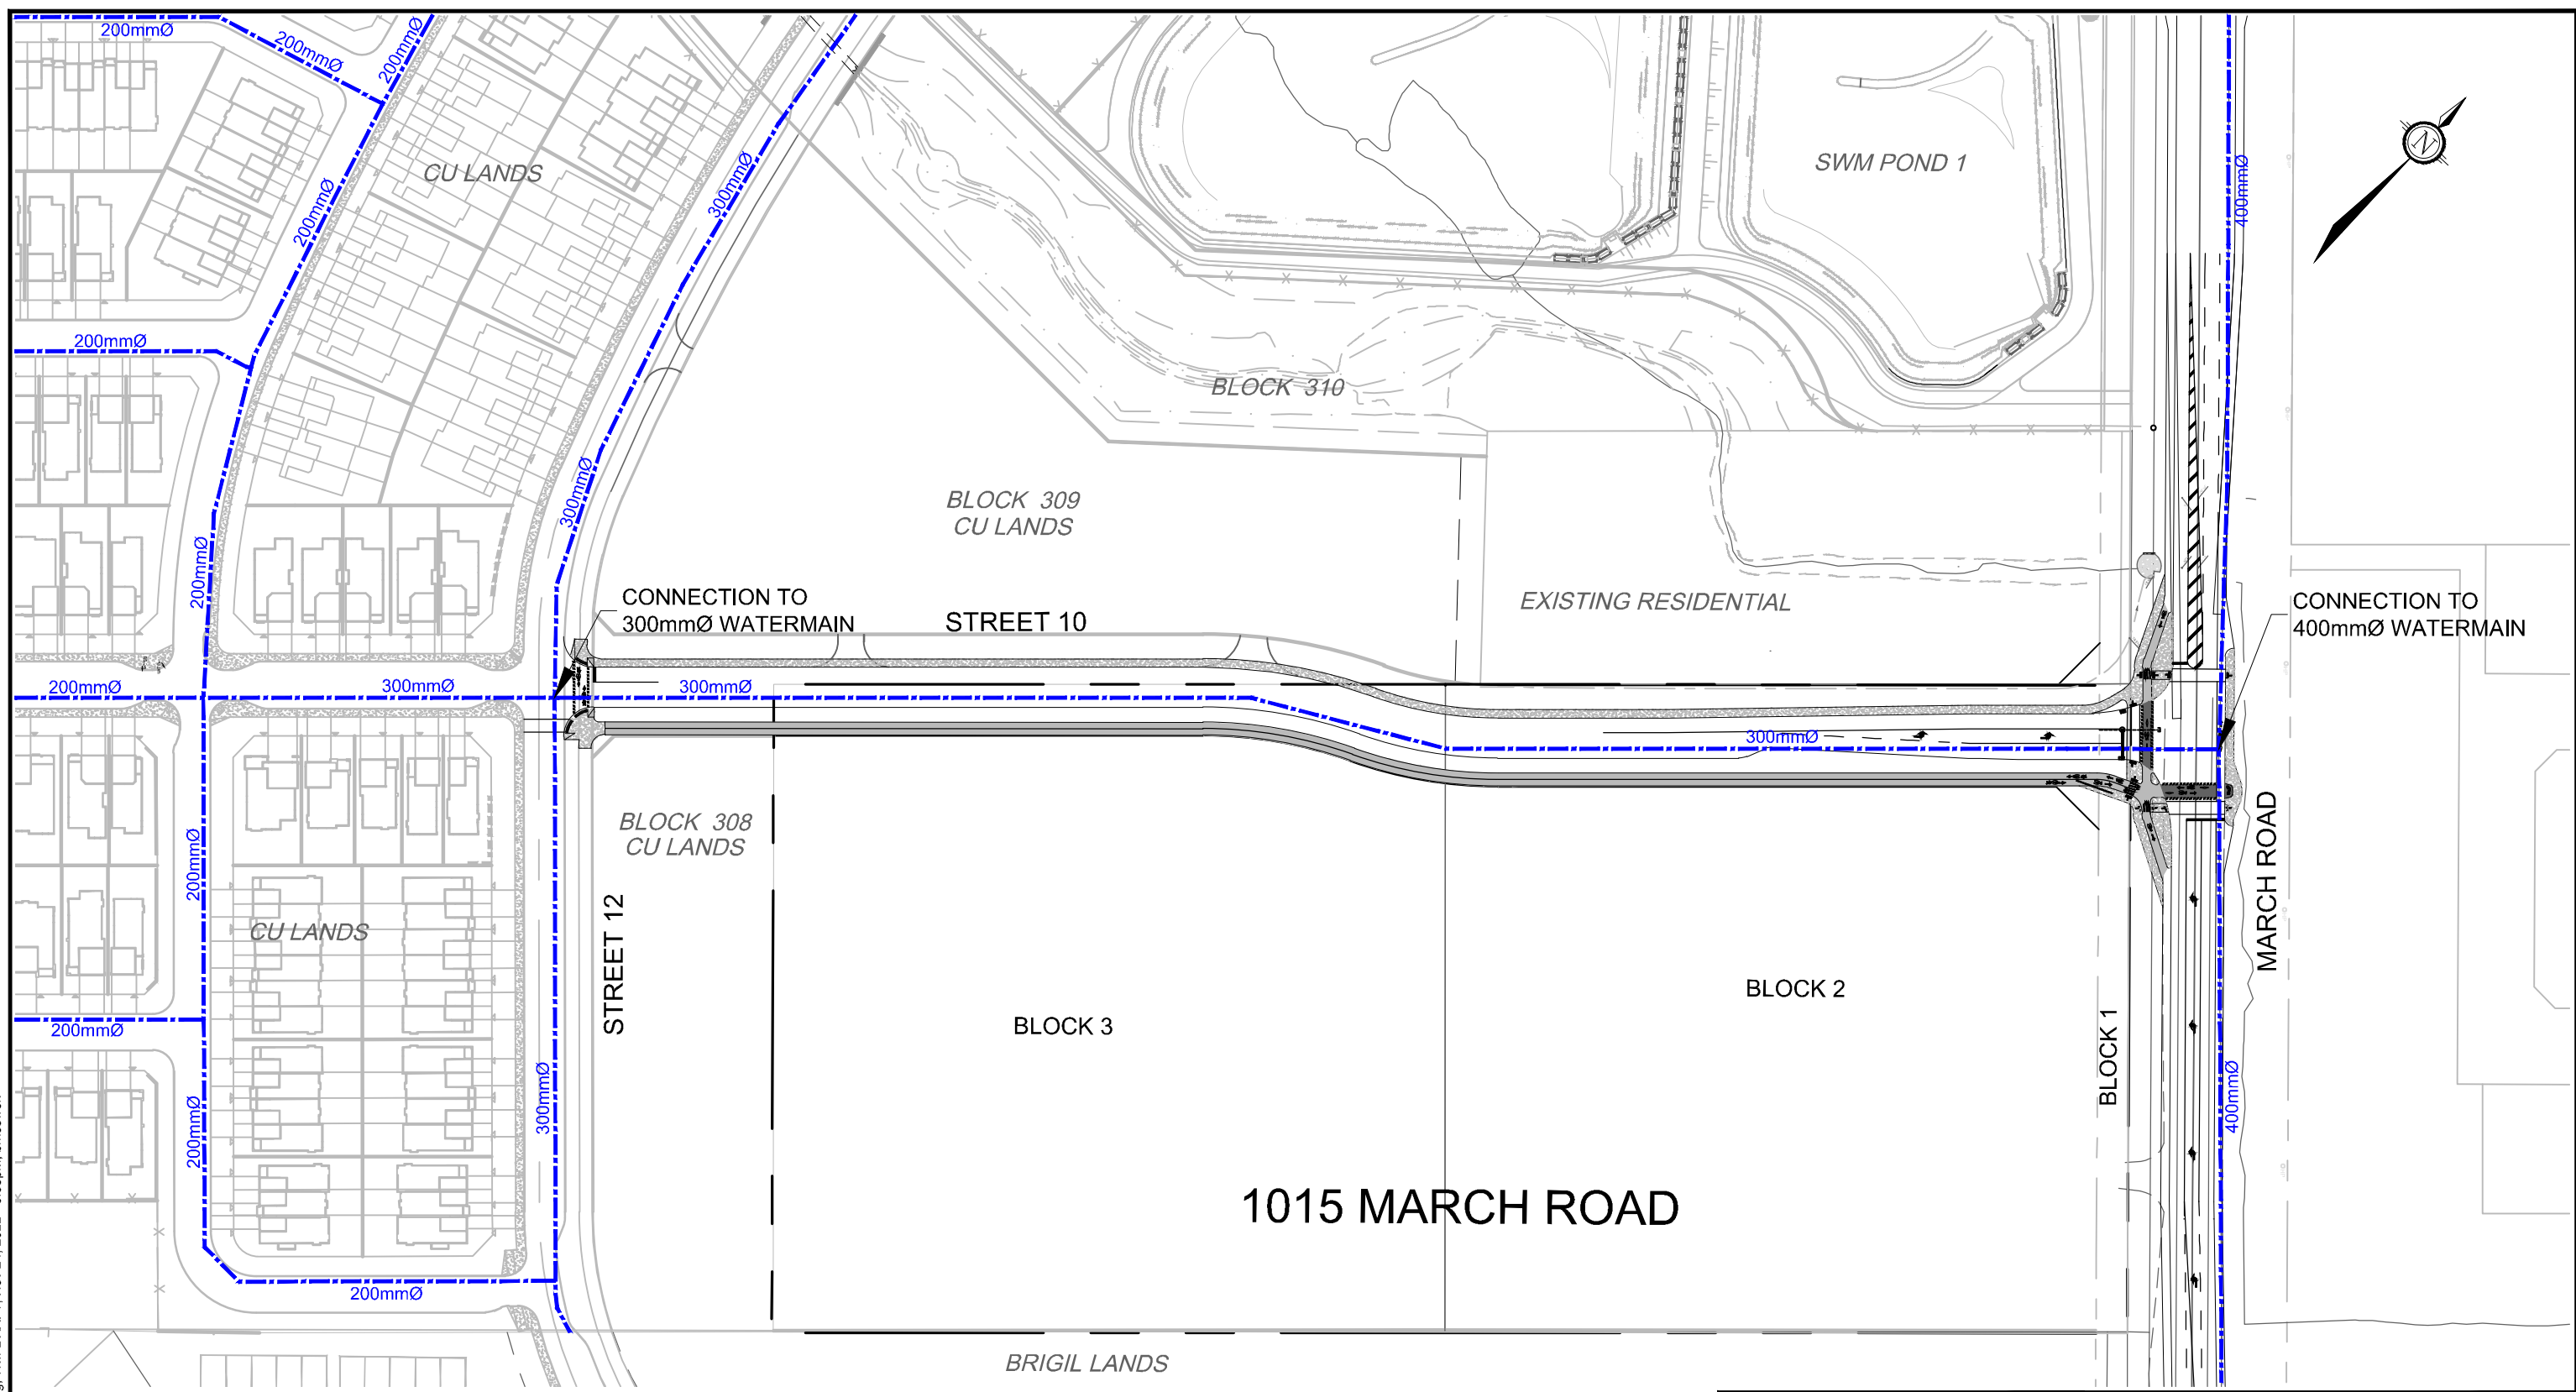 200mmØ
200mmØ
200mmØ
CU LANDS
200mmØ
300mmØ
SWM POND 1
400mmØ
N
200mmØ
BLOCK 310
300mmØ
BLOCK 309
CU LANDS
200mmØ
CONNECTION TO
300mmØ WATERMAIN
STREET 10
EXISTING RESIDENTIAL
CONNECTION TO
400mmØ WATERMAIN
200mmØ
300mmØ
300mmØ
300mmØ
BLOCK 308
CU LANDS
200mmØ
MARCH ROAD
CU LANDS
STREET 12
BLOCK 2
BLOCK 3
200mmØ
BLOCK 1
300mmØ
400mmØ
200mmØ
1015 MARCH ROAD
200mmØ
BRIGIL LANDS